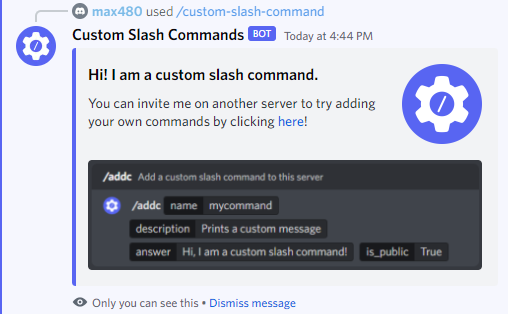 max480 used /custom-slash-command
Custom Slash Commands BOT Today at 4:44 PM
Hi! I am a custom slash command.
You can invite me on another server to try adding
your own commands by clicking here!
/addc Add a custom slash command to this server
/addc name mycommand
description Prints a custom message
answer Hi, I am a custom slash command! is_public True
Only you can see this • Dismiss message